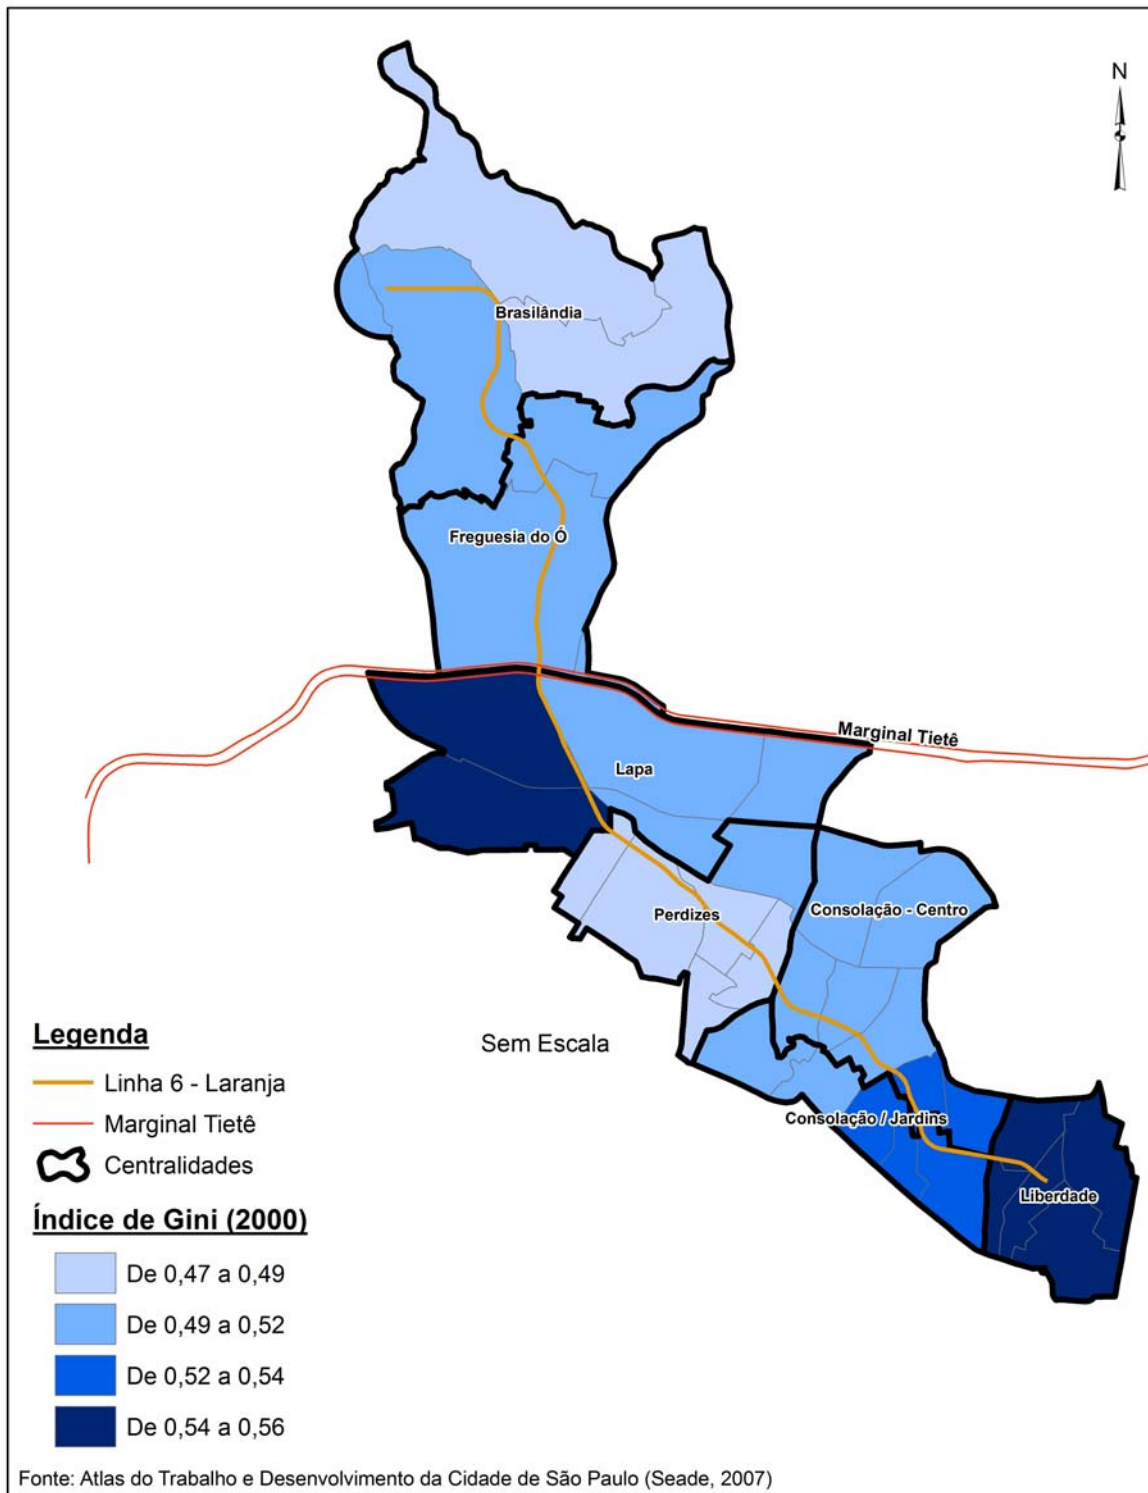 N
Brasilândia
Freguesia do Ó
Marginal Tietê
Lapa
Perdizes
Consolação - Centro
Sem Escala
Consolação / Jardins
Liberdade
Legenda
Linha 6 - Laranja
Marginal Tietê
Centralidades
Índice de Gini (2000)
De 0,47 a 0,49
De 0,49 a 0,52
De 0,52 a 0,54
De 0,54 a 0,56
Fonte: Atlas do Trabalho e Desenvolvimento da Cidade de São Paulo (Seade, 2007)